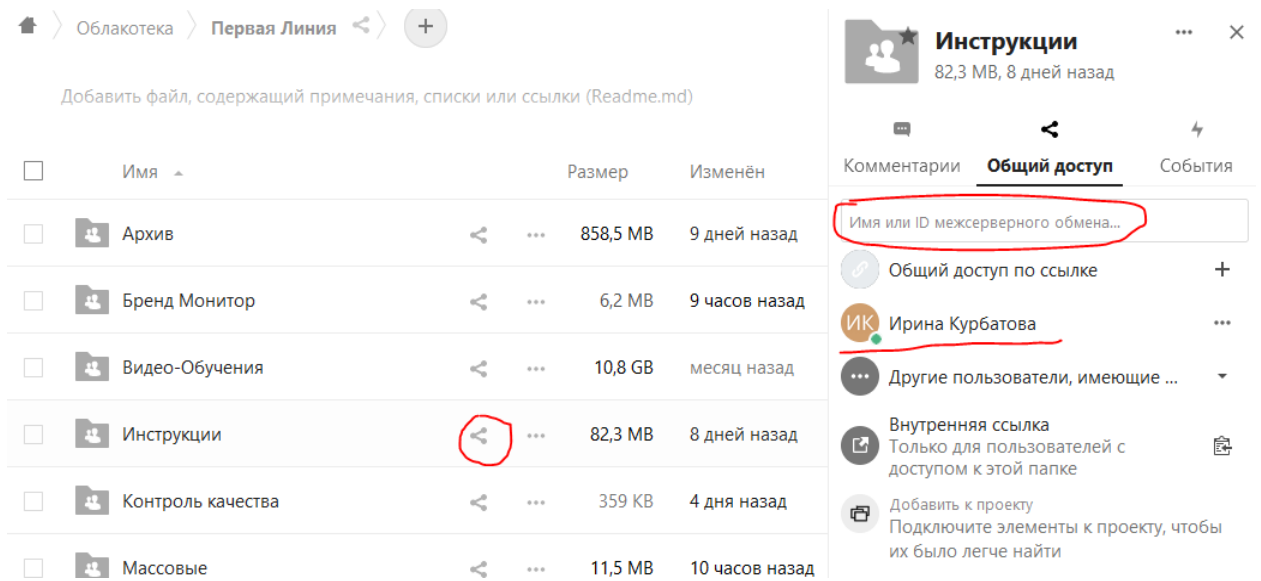 Облакотека Первая Линия
Добавить файл, содержащий примечания, списки или ссылки (Readme.md)
Имя Размер Изменён
Архив 858,5 MB 9 дней назад
Бренд Монитор 6,2 MB 9 часов назад
Видео-Обучения 10,8 GB месяц назад
Инструкции 82,3 MB 8 дней назад
Контроль качества 359 KB 4 дня назад
Массовые 11,5 MB 10 часов назад
Инструкции
82,3 MB, 8 дней назад
Комментарии Общий доступ События
Имя или ID межсерверного обмена...
Общий доступ по ссылке
ИК Ирина Курбатова
Другие пользователи, имеющие ...
Внутренняя ссылка
Только для пользователей с
доступом к этой папке
Добавить к проекту
Подключите элементы к проекту, чтобы
их было легче найти